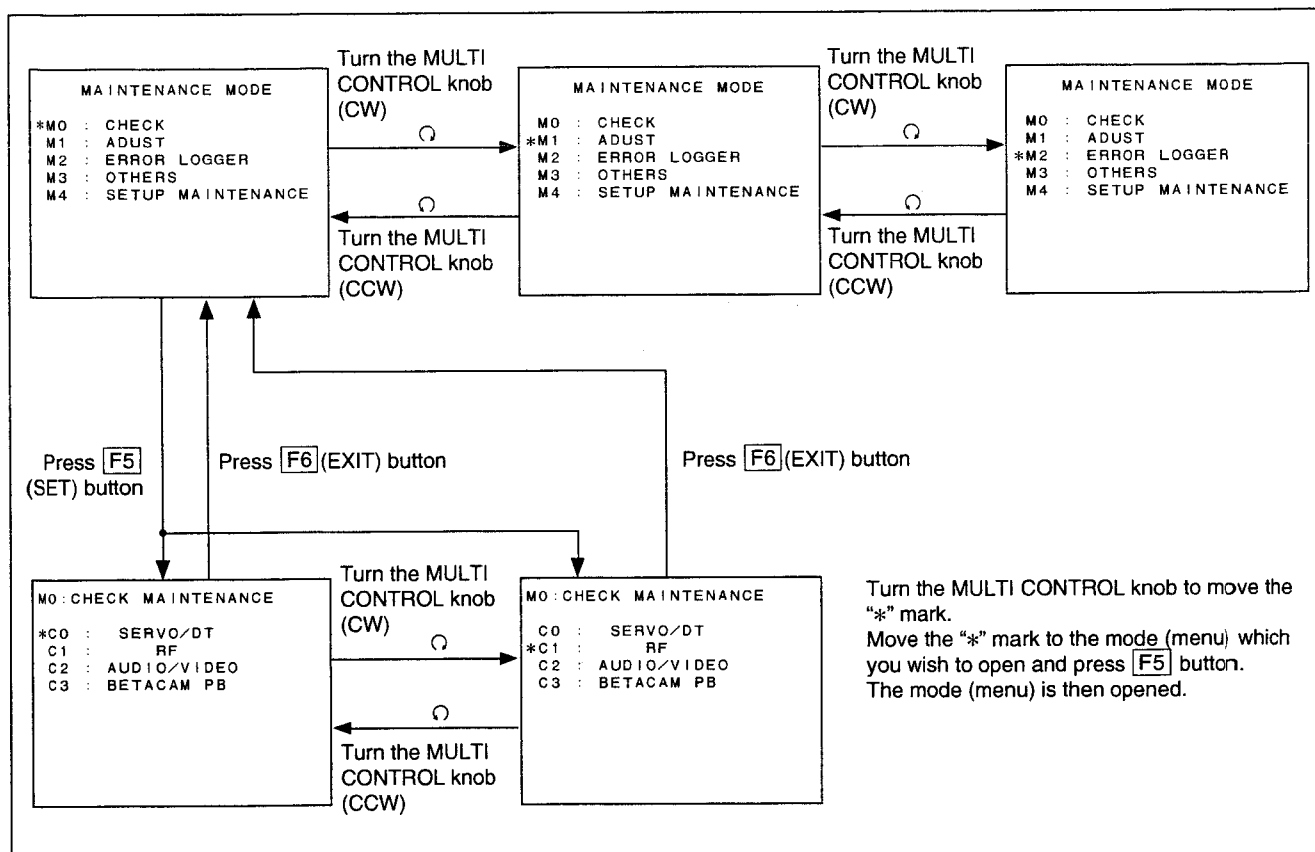 Turn the MULTI
CONTROL knob
(CW)
Turn the MULTI
CONTROL knob
(CW)
MAINTENANCE MODE
*M0 : CHECK
M1 : ADUST
M2 : ERROR LOGGER
M3 : OTHERS
M4 : SETUP MAINTENANCE
MAINTENANCE MODE
M0 : CHECK
*M1 : ADUST
M2 : ERROR LOGGER
M3 : OTHERS
M4 : SETUP MAINTENANCE
MAINTENANCE MODE
M0 : CHECK
M1 : ADUST
*M2 : ERROR LOGGER
M3 : OTHERS
M4 : SETUP MAINTENANCE
Turn the MULTI
CONTROL knob
(CCW)
Turn the MULTI
CONTROL knob
(CCW)
Press F5
(SET) button
Press F6 (EXIT) button
Press F6 (EXIT) button
M0:CHECK MAINTENANCE
*C0 : SERVO/DT
C1 : RF
C2 : AUDIO/VIDEO
C3 : BETACAM PB
Turn the MULTI
CONTROL knob
(CW)
Turn the MULTI
CONTROL knob
(CCW)
M0:CHECK MAINTENANCE
C0 : SERVO/DT
*C1 : RF
C2 : AUDIO/VIDEO
C3 : BETACAM PB
Turn the MULTI CONTROL knob to move the
“*” mark.
Move the “*” mark to the mode (menu) which
you wish to open and press F5 button.
The mode (menu) is then opened.